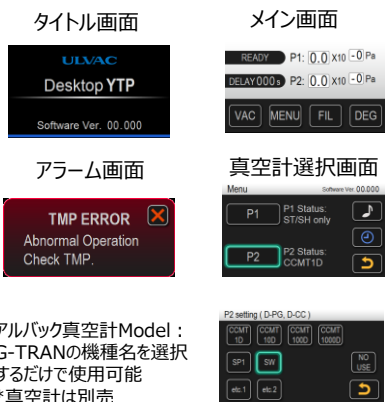 タイトル画面
メイン画面
ULVAC
Desktop YTP
Software Ver. 00.000
READY P1: 0.0 X10 -0 Pa
DELAY 000 s P2: 0.0 X10 -0 Pa
VAC MENU FIL DEG
アラーム画面
真空計選択画面
TMP ERROR
Abnormal Operation
Check TMP.
Menu Software Ver. 00.000
P1 P1 Status:
ST/SH only
P2 P2 Status:
CCMT1D
アルバック真空計Model：
G-TRANの機種名を選択
するだけで使用可能
*真空計は別売
P2 setting ( D-PG, D-CC )
CCMT 1D CCMT 10D CCMT 100D CCMT 1000D
SP1 SW NO USE
etc.1 etc.2